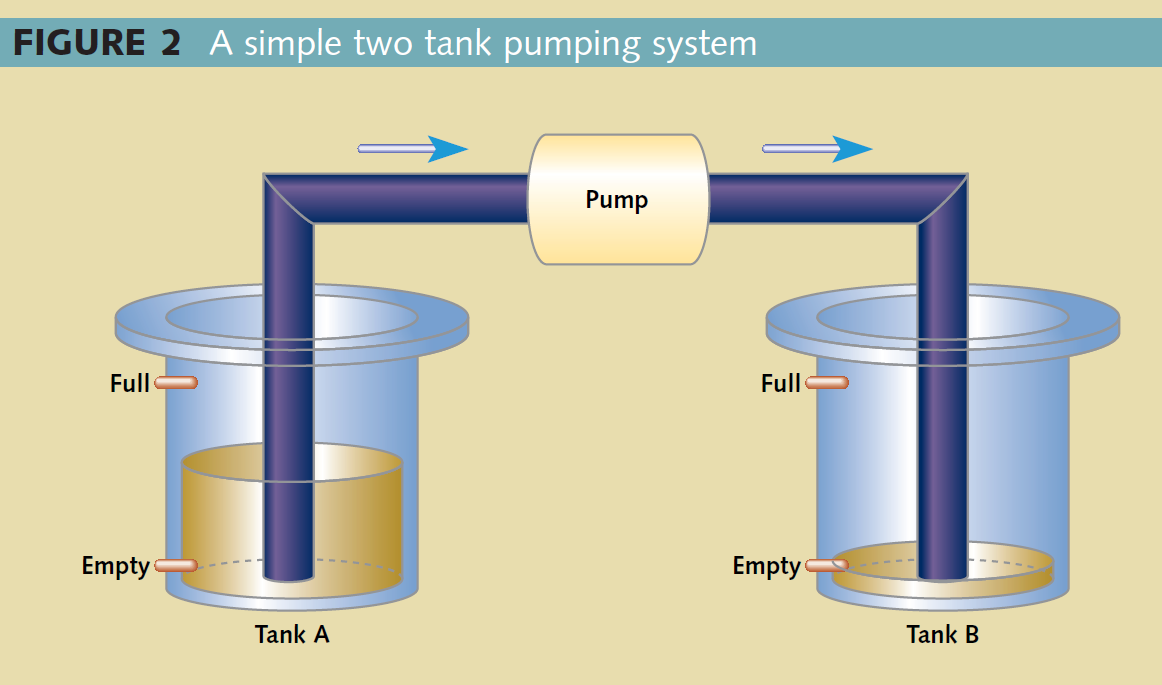 FIGURE 2 A simple two tank pumping system
Pump
Full
Full
Empty
Empty
Tank A
Tank B